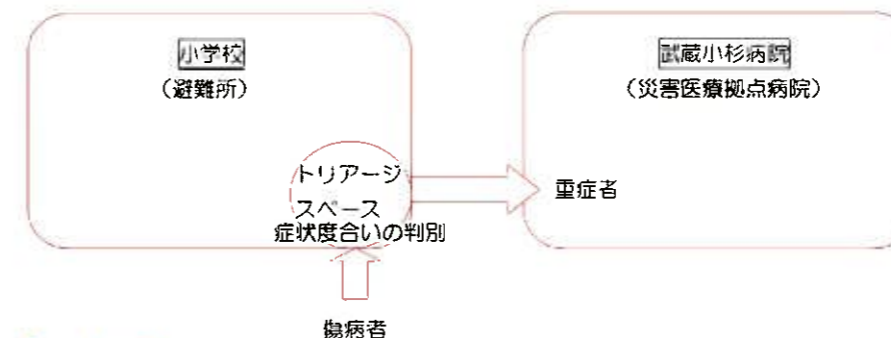 小学校
（避難所）
武蔵小杉病院
（災害医療拠点病院）
トリアージ
スペース
症状度合いの判別
重症者
傷病者